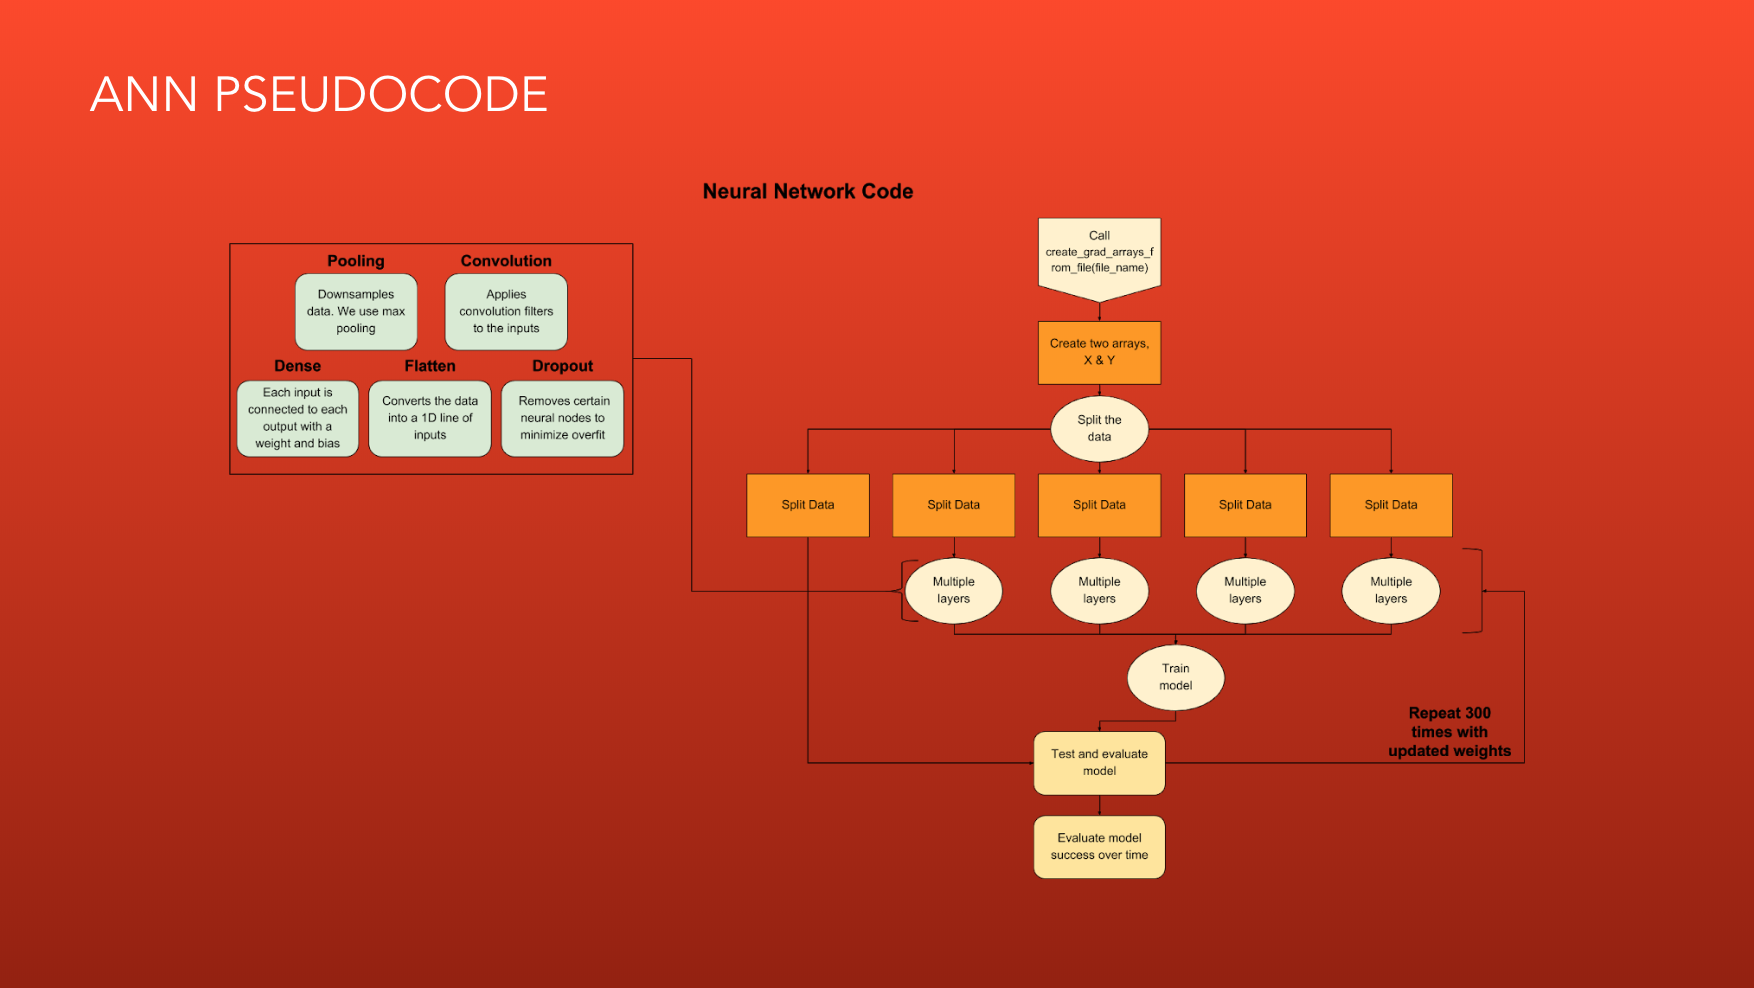 ANN PSEUDOCODE
Neural Network Code
Pooling
Downsamples
data. We use max
pooling
Convolution
Applies
convolution filters
to the inputs
Dense
Each input is
connected to each
output with a
weight and bias
Flatten
Converts the data
into a 1D line of
inputs
Dropout
Removes certain
neural nodes to
minimize overfit
Call
create_grad_arrays_f
rom_file(file_name)
Create two arrays,
X & Y
Split the
data
Split Data
Split Data
Split Data
Split Data
Split Data
Multiple
layers
Multiple
layers
Multiple
layers
Multiple
layers
Train
model
Repeat 300
times with
updated weights
Test and evaluate
model
Evaluate model
success over time